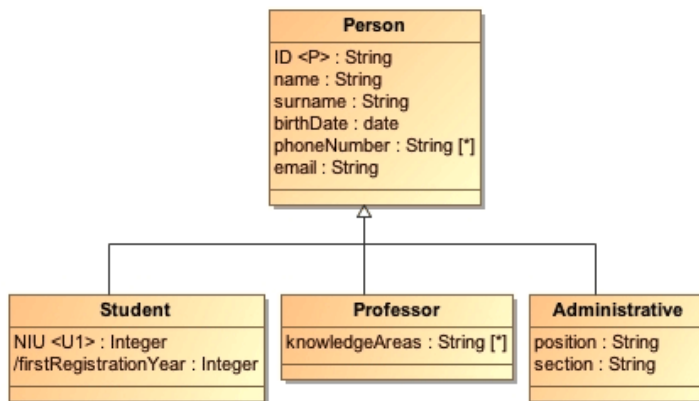 Person
ID <P> : String
name : String
surname : String
birthDate : date
phoneNumber : String [*]
email : String
Student
NIU <U1> : Integer
/firstRegistrationYear : Integer
Professor
knowledgeAreas : String [*]
Administrative
position : String
section : String